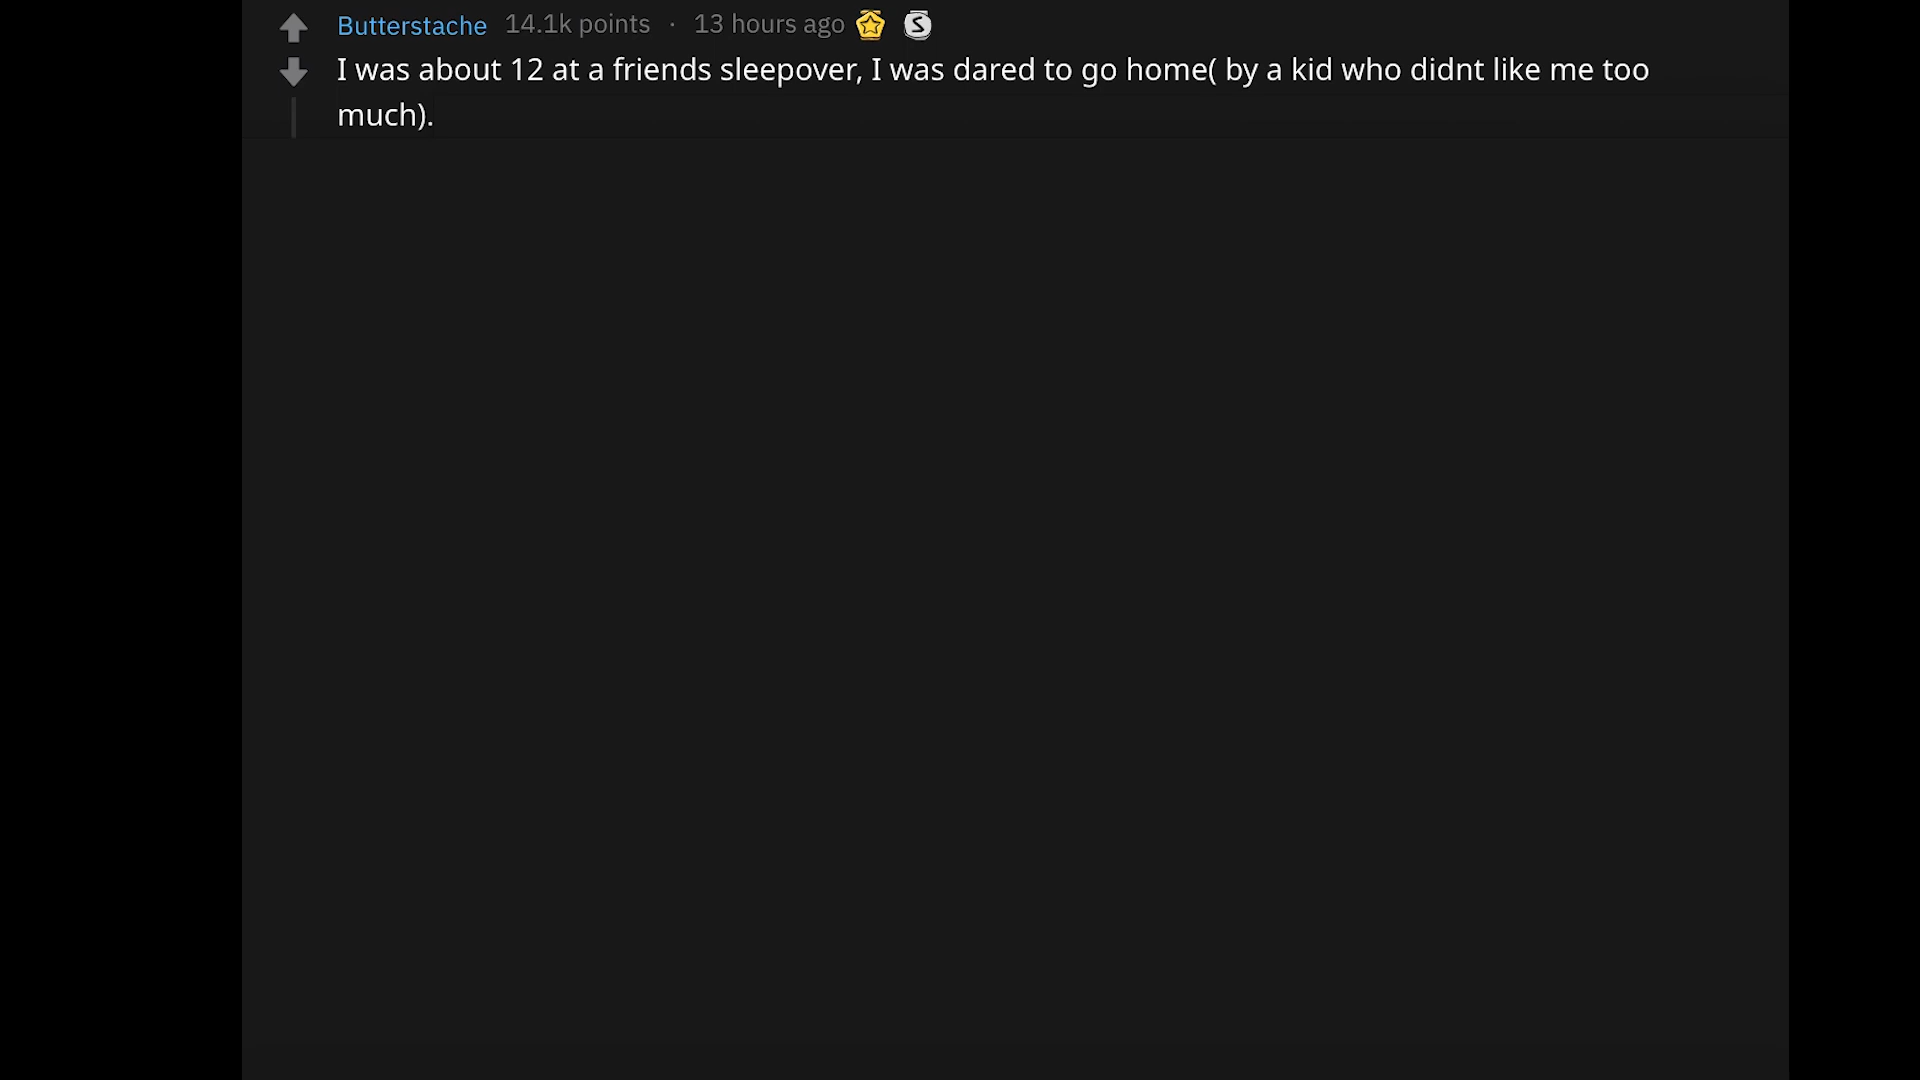 Butterstache 14.1k points · 13 hours ago S
I was about 12 at a friends sleepover, I was dared to go home( by a kid who didnt like me too
much).